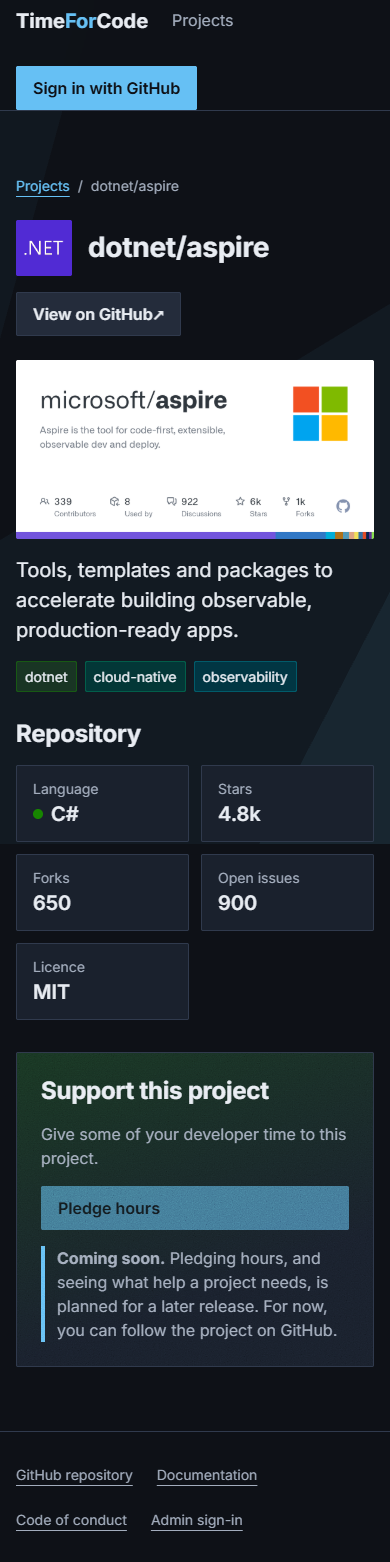 TimeForCode Projects
Sign in with GitHub
Projects / dotnet/aspire
.NET dotnet/aspire
View on GitHub↗
microsoft/aspire
Aspire is the tool for code-first, extensible,
observable dev and deploy.
339 8 922 6k 1k
Contributors Used by Discussions Stars Forks
Tools, templates and packages to
accelerate building observable,
production-ready apps.
dotnet cloud-native observability
Repository
Language Stars
C# 4.8k
Forks Open issues
650 900
Licence
MIT
Support this project
Give some of your developer time to this
project.
Pledge hours
Coming soon. Pledging hours, and
seeing what help a project needs, is
planned for a later release. For now,
you can follow the project on GitHub.
GitHub repository Documentation
Code of conduct Admin sign-in